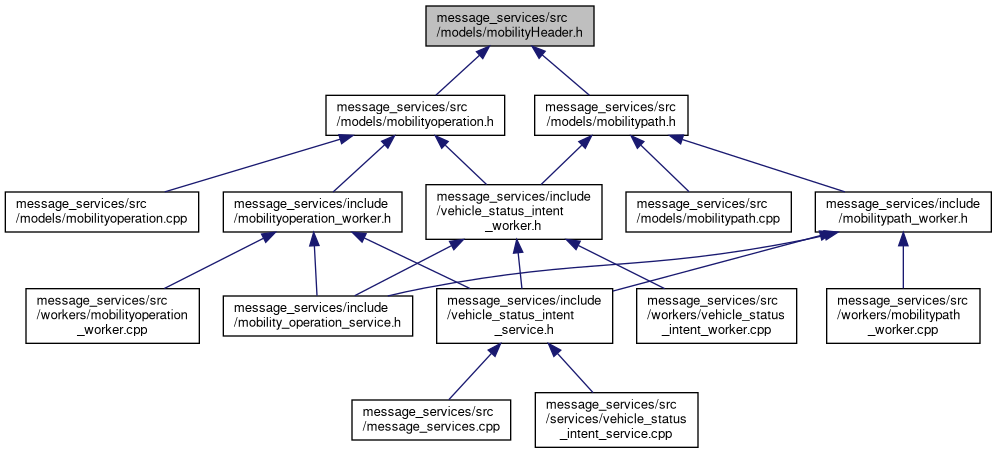 message_services/src
/models/mobilityHeader.h
message_services/src
/models/mobilityoperation.h
message_services/src
/models/mobilitypath.h
message_services/src
/models/mobilityoperation.cpp
message_services/include
/mobilityoperation_worker.h
message_services/include
/vehicle_status_intent
_worker.h
message_services/src
/models/mobilitypath.cpp
message_services/include
/mobilitypath_worker.h
message_services/src
/workers/mobilityoperation
_worker.cpp
message_services/include
/mobility_operation_service.h
message_services/include
/vehicle_status_intent
_service.h
message_services/src
/workers/vehicle_status
_intent_worker.cpp
message_services/src
/workers/mobilitypath
_worker.cpp
message_services/src
/message_services.cpp
message_services/src
/services/vehicle_status
_intent_service.cpp